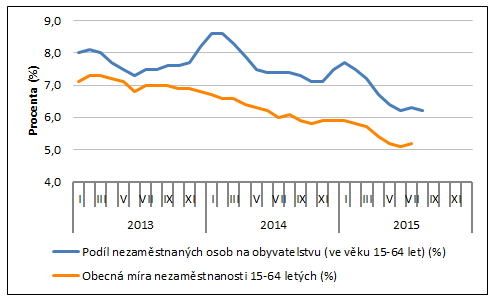 9,0
8,0
7,0
6,0
5,0
4,0
Procenta (%)
I III V VII IX XI I III V VII IX XI I III V VII IX XI
2013 2014 2015
Podíl nezaměstnaných osob na obyvatelstvu (ve věku 15-64 let) (%)
Obecná míra nezaměstnanosti 15-64 letých (%)